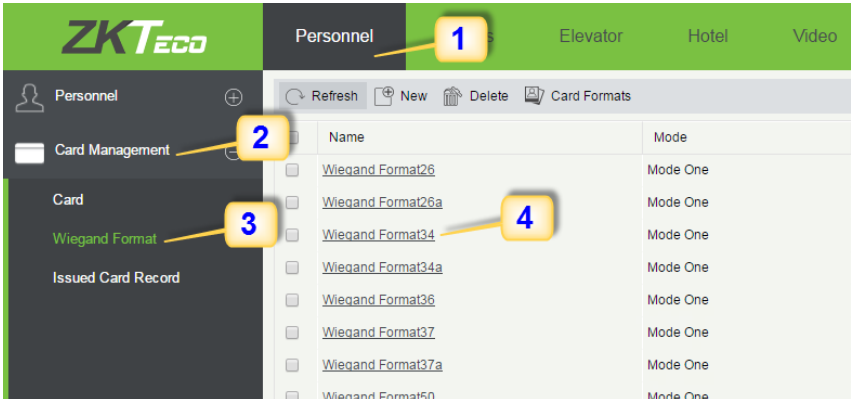 ZKTECO
Personnel 1 s Elevator Hotel Video
Personnel
Refresh New Delete Card Formats
Card Management 2
Name Mode
Wiegand Format26 Mode One
Card
Wiegand Format26a Mode One
Wiegand Format 3
Wiegand Format34 4 Mode One
Issued Card Record
Wiegand Format34a Mode One
Wiegand Format36 Mode One
Wiegand Format37 Mode One
Wiegand Format37a Mode One
Wiegand Format50 Mode One